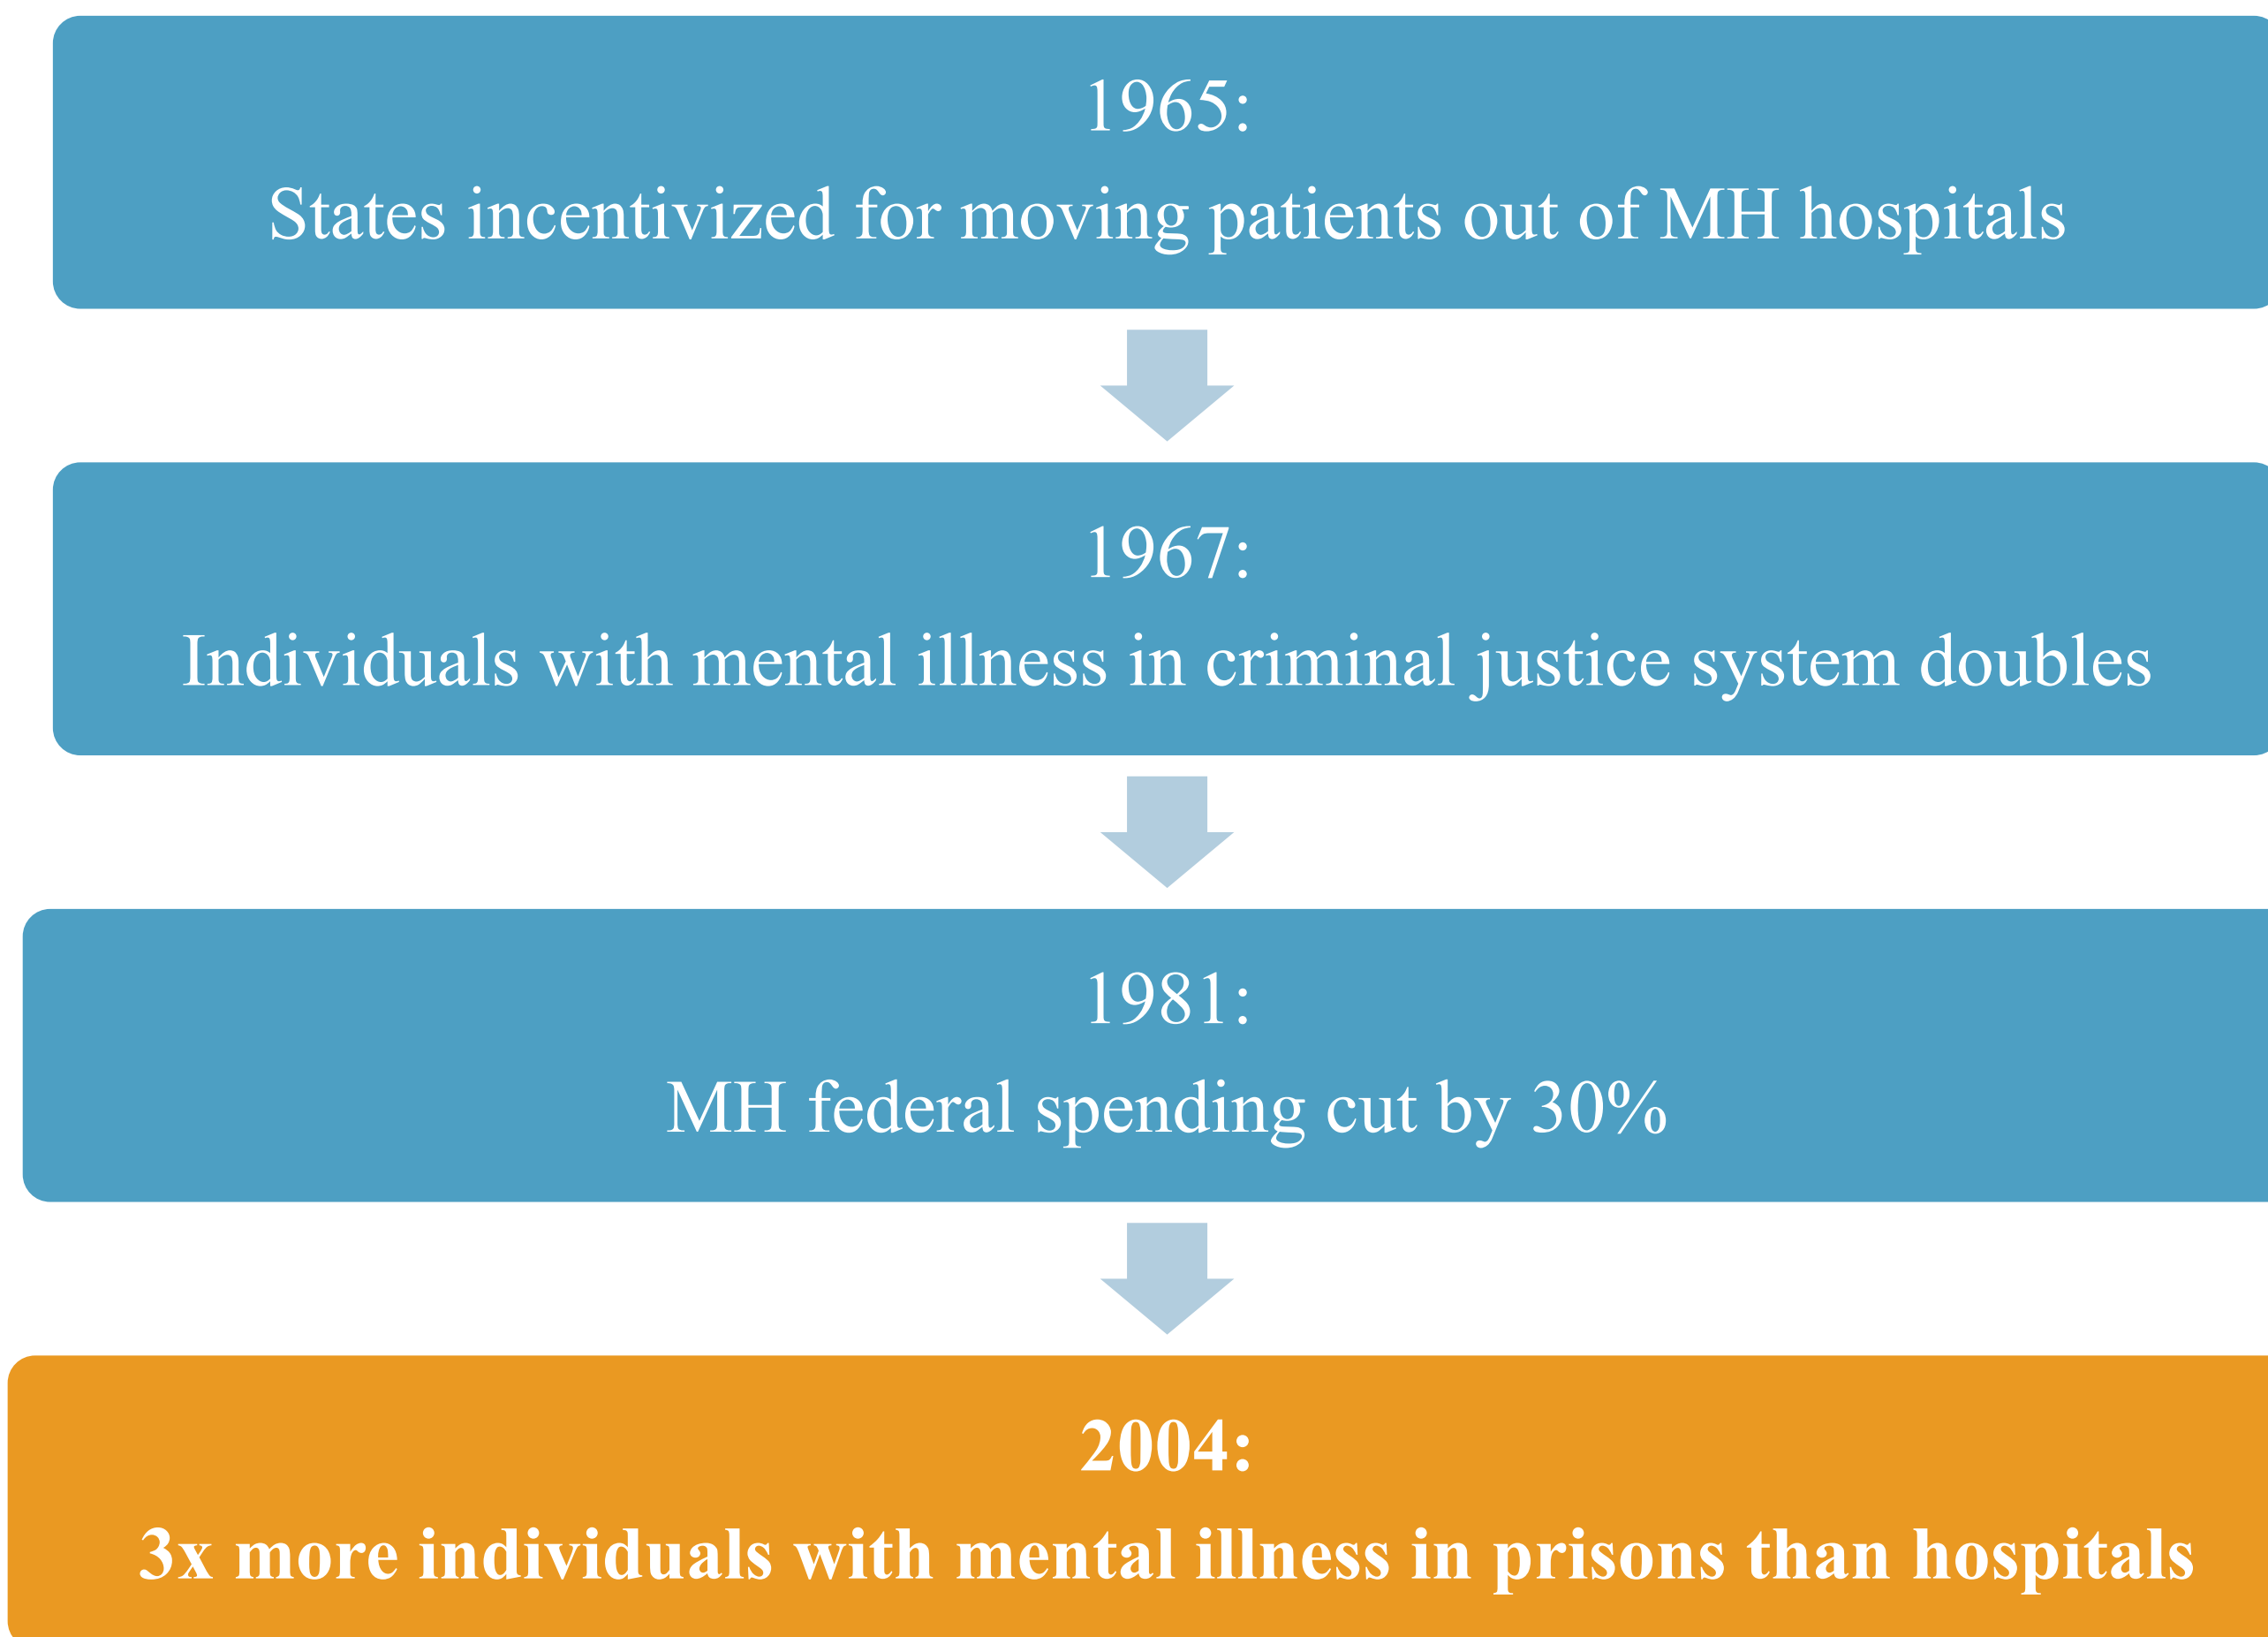 1965:
States incentivized for moving patients out of MH hospitals
1967:
Individuals with mental illness in criminal justice system doubles
1981:
MH federal spending cut by 30%
2004:
3x more individuals with mental illness in prison than hospitals